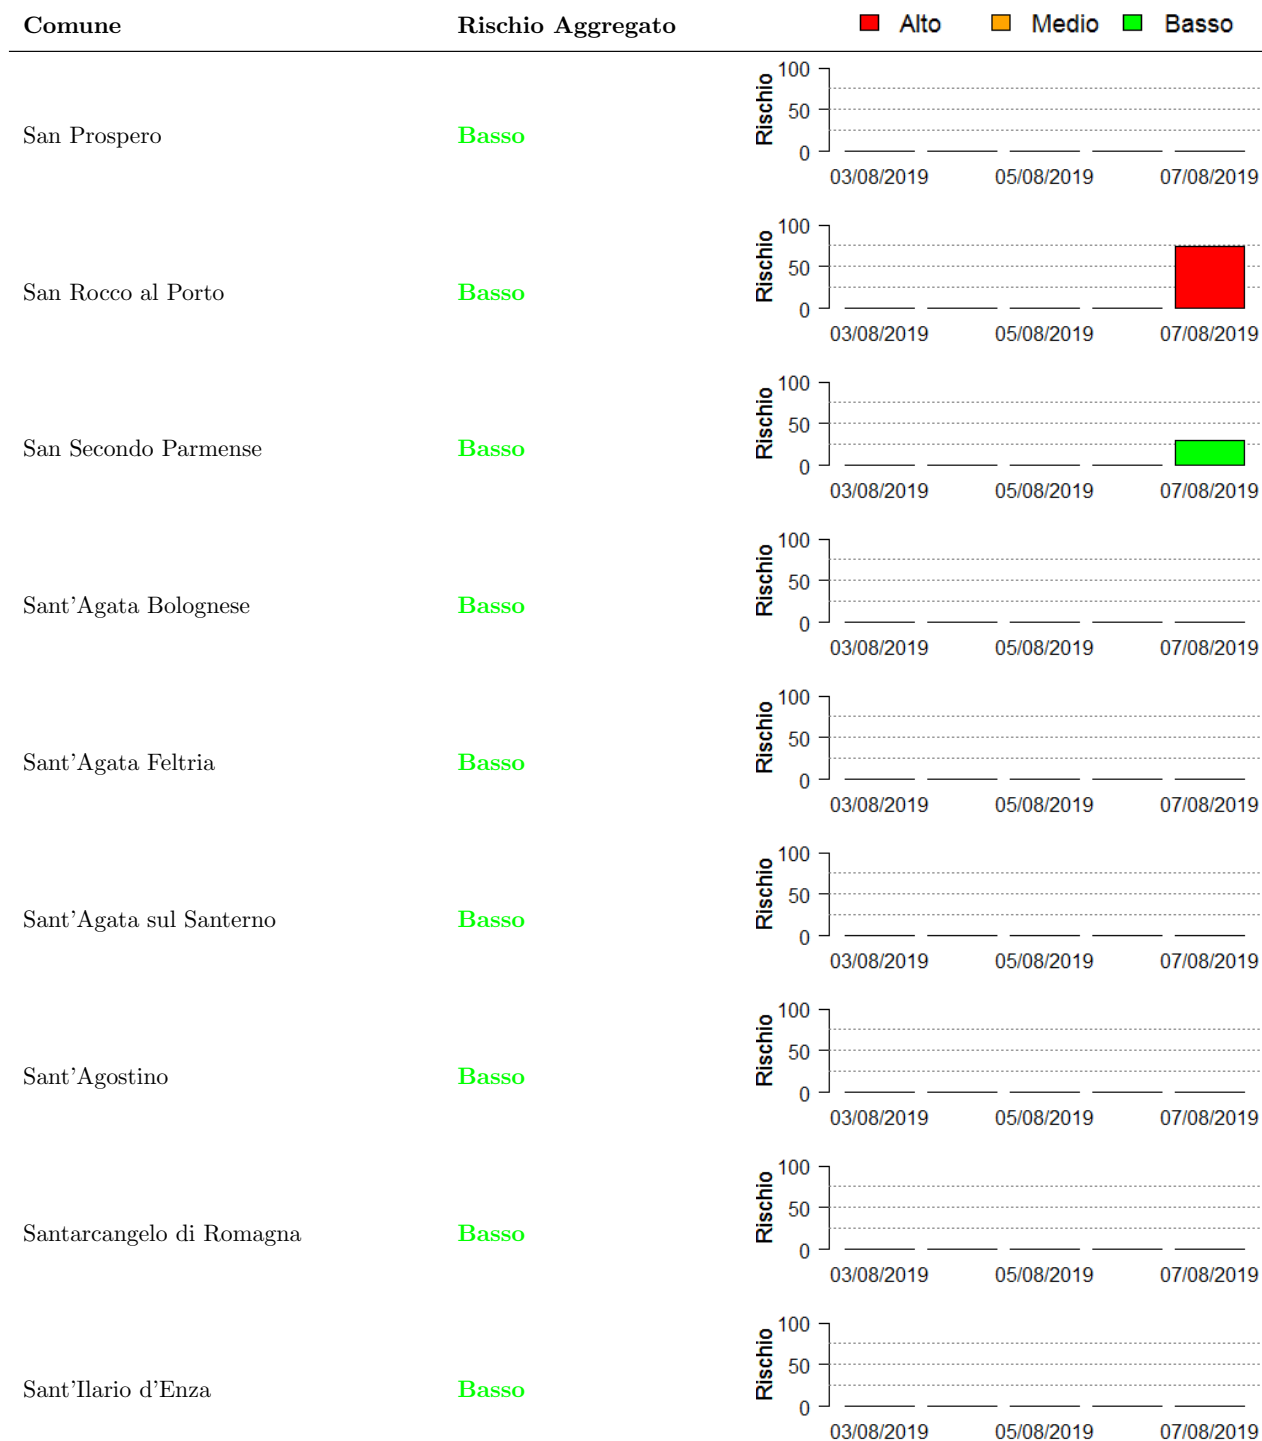 Comune Rischio Aggregato Alto Medio Basso
San Prospero Basso
Rischio
100
50
0
03/08/2019 05/08/2019 07/08/2019
San Rocco al Porto Basso
Rischio
100
50
0
03/08/2019 05/08/2019 07/08/2019
San Secondo Parmense Basso
Rischio
100
50
0
03/08/2019 05/08/2019 07/08/2019
Sant'Agata Bolognese Basso
Rischio
100
50
0
03/08/2019 05/08/2019 07/08/2019
Sant'Agata Feltria Basso
Rischio
100
50
0
03/08/2019 05/08/2019 07/08/2019
Sant'Agata sul Santerno Basso
Rischio
100
50
0
03/08/2019 05/08/2019 07/08/2019
Sant'Agostino Basso
Rischio
100
50
0
03/08/2019 05/08/2019 07/08/2019
Santarcangelo di Romagna Basso
Rischio
100
50
0
03/08/2019 05/08/2019 07/08/2019
Sant'Ilario d'Enza Basso
Rischio
100
50
0
03/08/2019 05/08/2019 07/08/2019